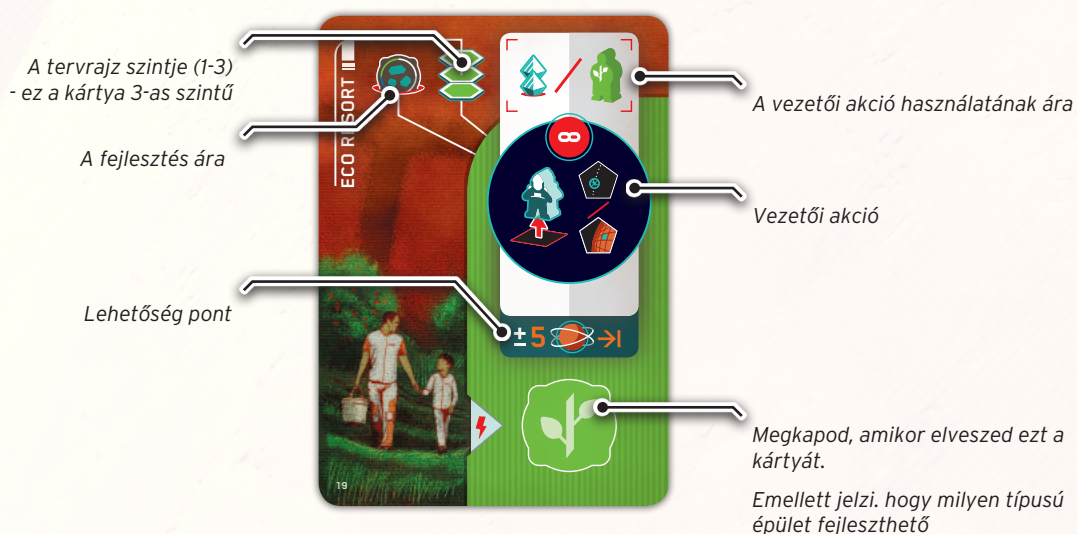 A tervrajz szintje (1-3)
- ez a kártya 3-as szintű
A fejlesztés ára
Lehetőség pont
ECO RESORT
19
8
±5
A vezetői akció használatának ára
Vezetői akció
Megkapod, amikor elveszed ezt a
kártyát.
Emellett jelzi. hogy milyen típusú
épület fejleszthető